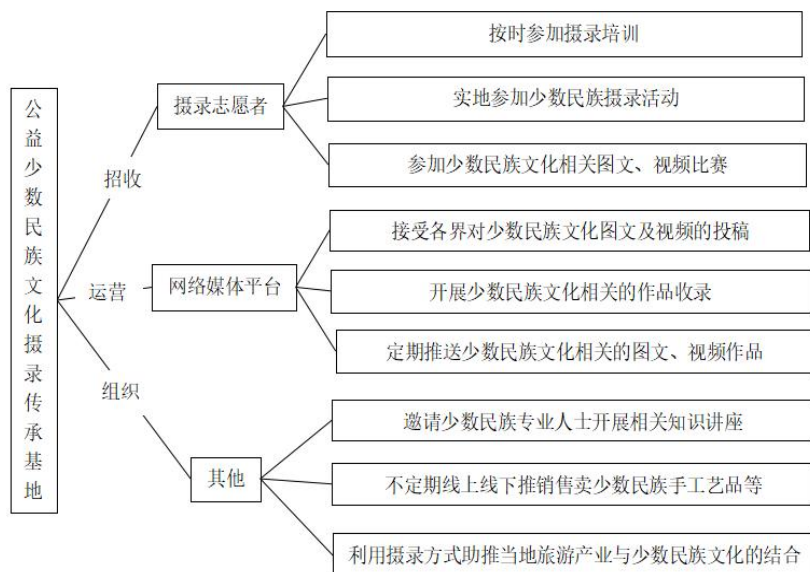 公益少数民族文化摄录传承基地
招收
摄录志愿者
按时参加摄录培训
实地参加少数民族摄录活动
参加少数民族文化相关图文、视频比赛
运营
网络媒体平台
接受各界对少数民族文化图文及视频的投稿
开展少数民族文化相关的作品收录
定期推送少数民族文化相关的图文、视频作品
组织
其他
邀请少数民族专业人士开展相关知识讲座
不定期线上线下推销售卖少数民族手工艺品等
利用摄录方式助推当地旅游产业与少数民族文化的结合